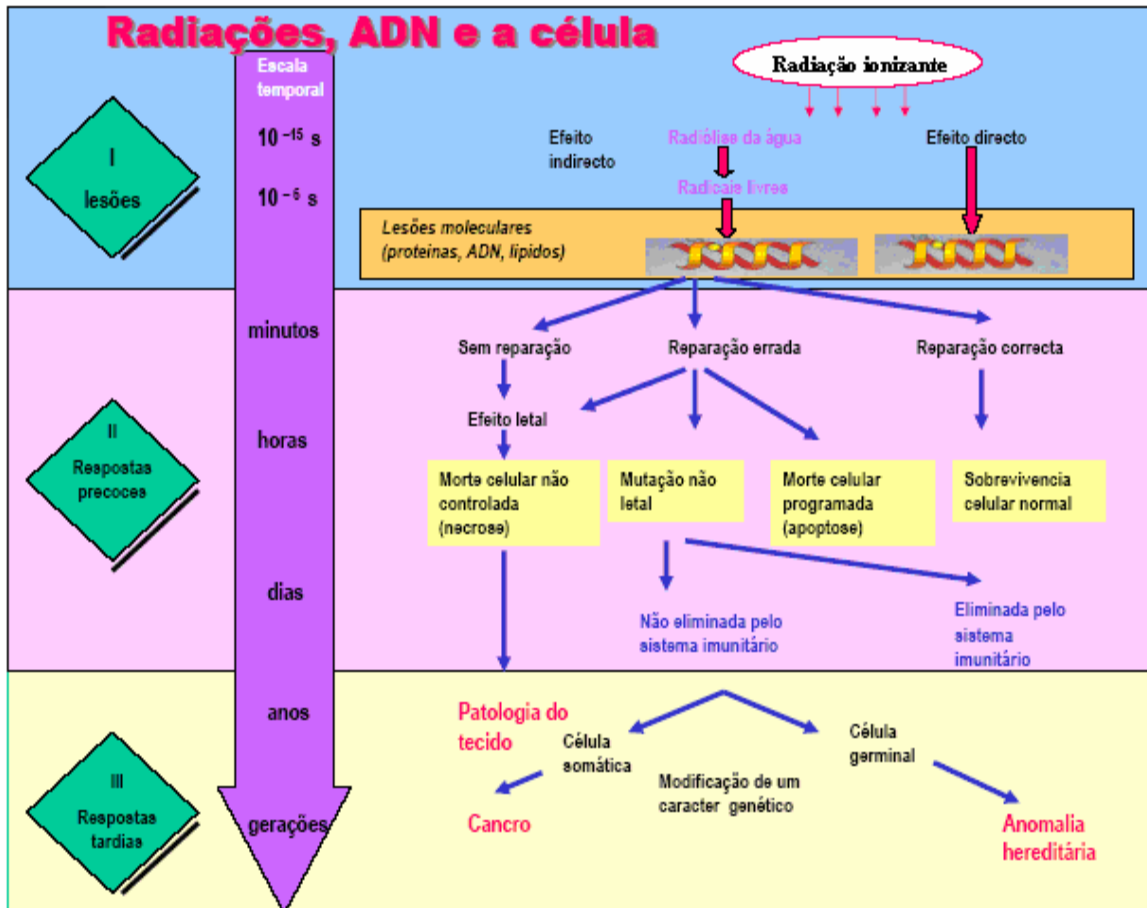 Radiações, ADN e a célula
Escala
temporal
Radiação ionizante
10 –15 s
I
lesões
Efeito
indirecto
Radiólise da água
Efeito directo
10 – 6 s
Radicais livres
Lesões moleculares
(proteinas, ADN, lipidos)
minutos
Sem reparação
Reparação errada
Reparação correcta
II
Respostas
precoces
horas
Efeito letal
Morte celular não
controlada
(necrose)
Mutação não
letal
Morte celular
programada
(apoptose)
Sobrevivencia
celular normal
dias
Não eliminada pelo
sistema imunitário
Eliminada pelo
sistema
imunitário
anos
Patologia do
tecido
Célula
somática
Célula
germinal
III
Respostas
tardias
Modificação de um
caracter genético
gerações
Cancro
Anomalia
hereditária